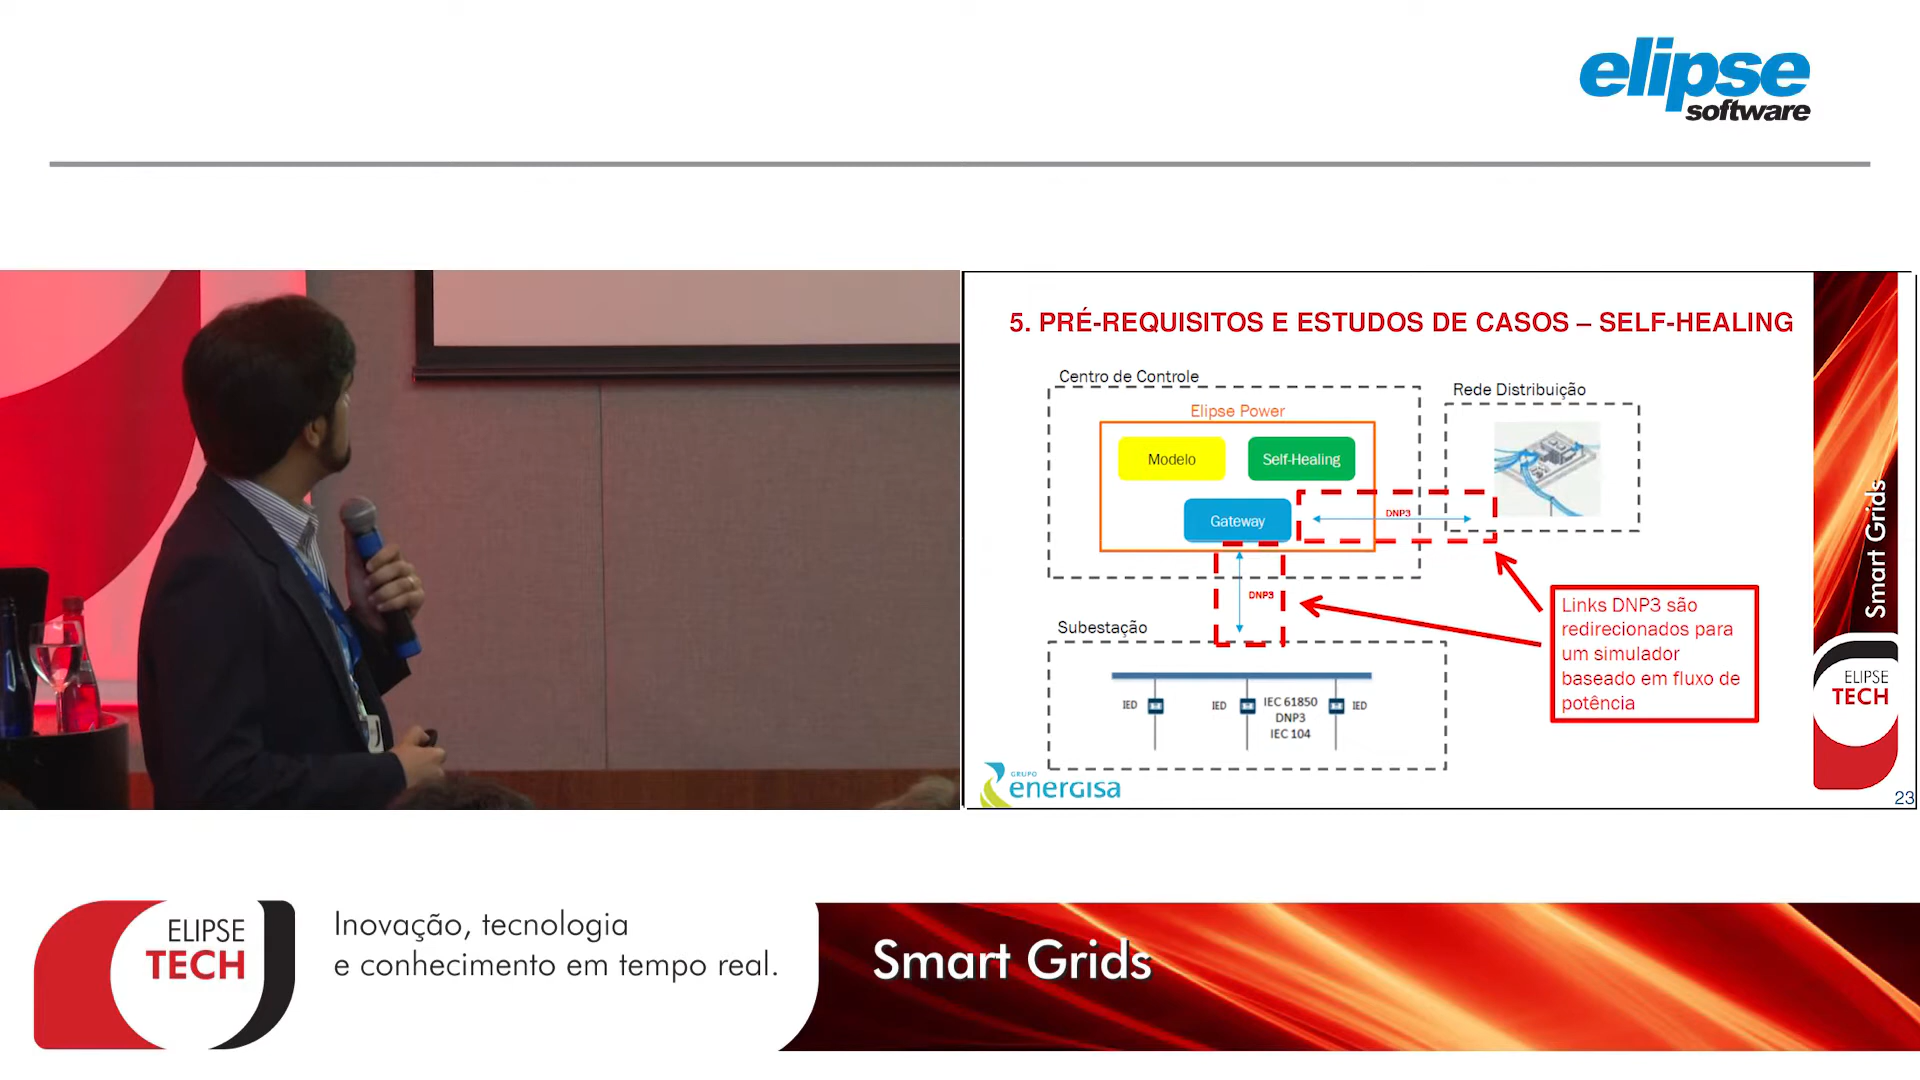 elipse
software
5. PRÉ-REQUISITOS E ESTUDOS DE CASOS – SELF-HEALING
Centro de Controle
Rede Distribuição
Elipse Power
Modelo
Self-Healing
Gateway
DNP3
DNP3
Links DNP3 são
redirecionados para
um simulador
baseado em fluxo de
potência
Subestação
IED
IED
IEC 61850
DNP3
IEC 104
IED
GRUPO
energisa
Smart Grids
ELIPSE
TECH
23
ELIPSE
TECH
Inovação, tecnologia
e conhecimento em tempo real.
Smart Grids